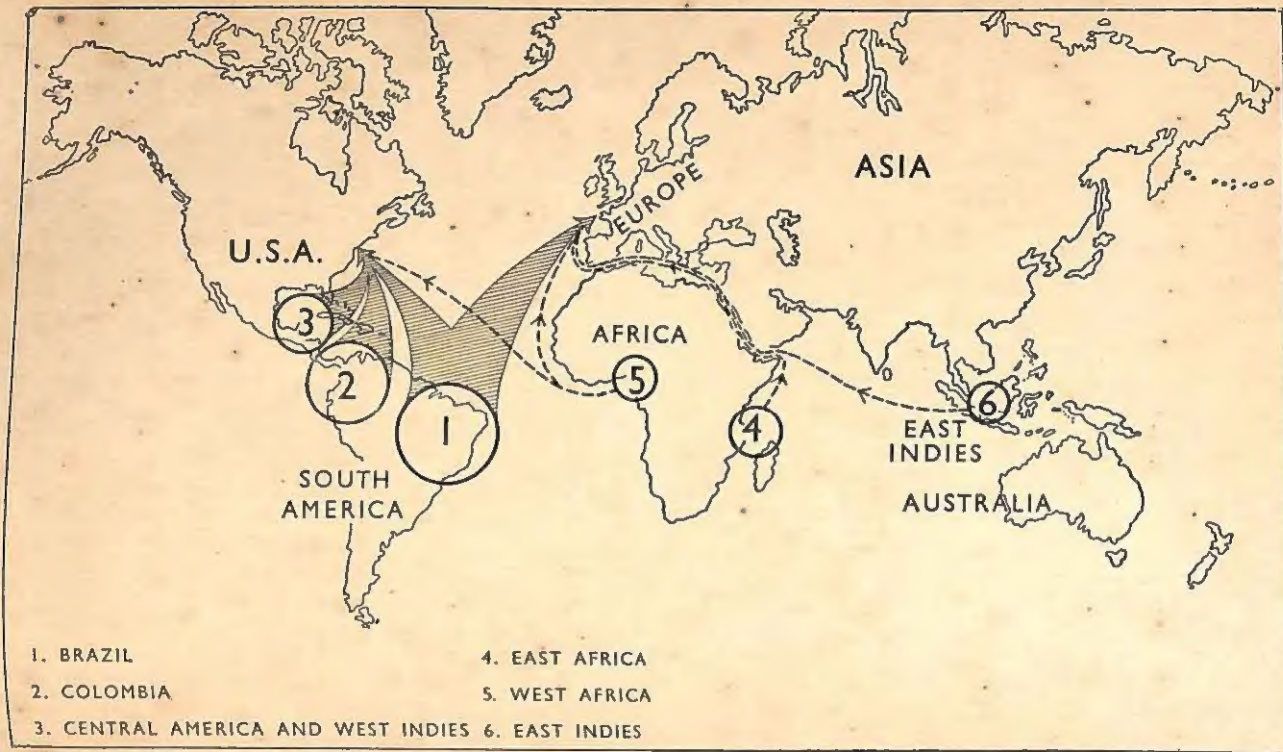 ASIA
EUROPE
U.S.A.
3
2
1
AFRICA
5
4
6
EAST
INDIES
SOUTH
AMERICA
AUSTRALIA
1. BRAZIL
2. COLOMBIA
3. CENTRAL AMERICA AND WEST INDIES
4. EAST AFRICA
5. WEST AFRICA
6. EAST INDIES